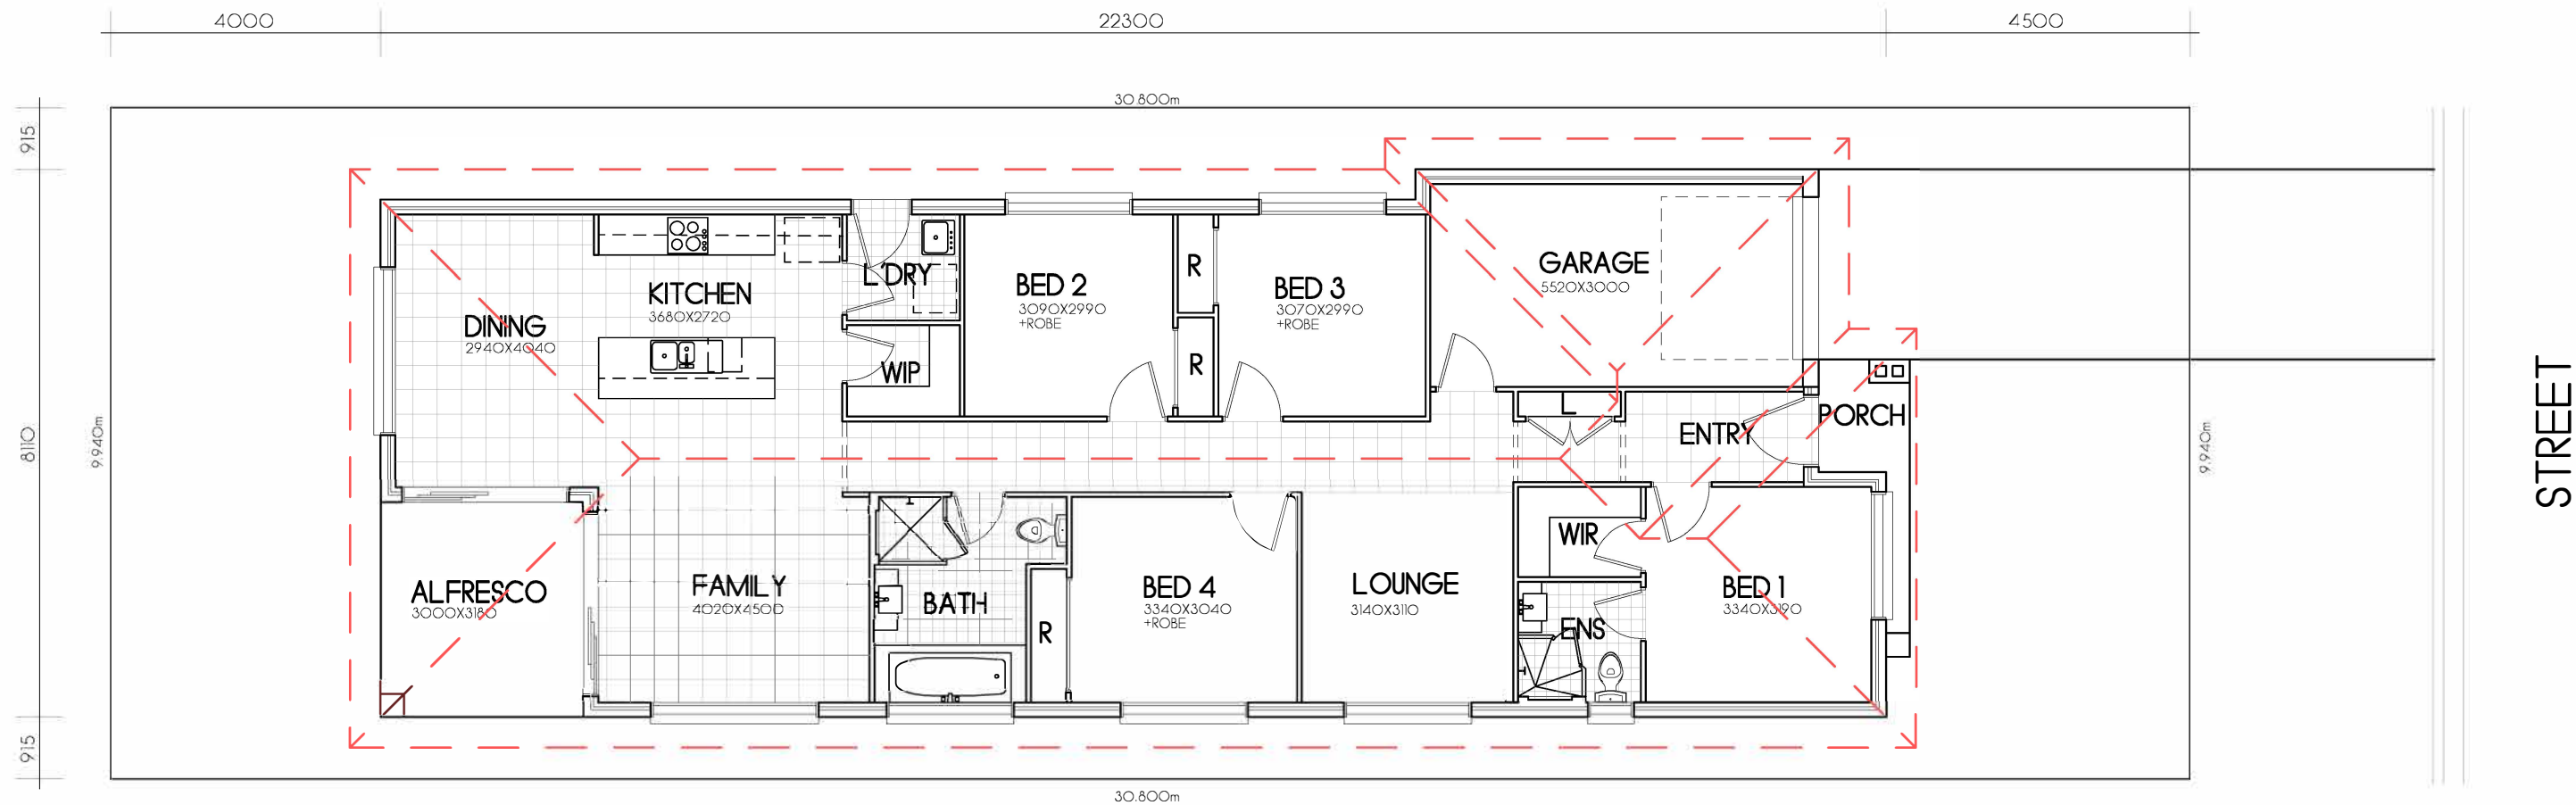 4000
22300
4500
30.800m
915
8110
915
9.940m
9.940m
STREET
GARAGE
5520X3000
KITCHEN
3680X2720
L'DRY
BED 2
3090X2990
+ROBE
R
R
BED 3
3070X2990
+ROBE
DINING
2940X4040
WIP
L
ENTRY
PORCH
ALFRESCO
3000X3180
FAMILY
4020X4500
BATH
R
BED 4
3340X3040
+ROBE
LOUNGE
3140X3110
WIR
ENS
BED 1
3340X3190
30.800m